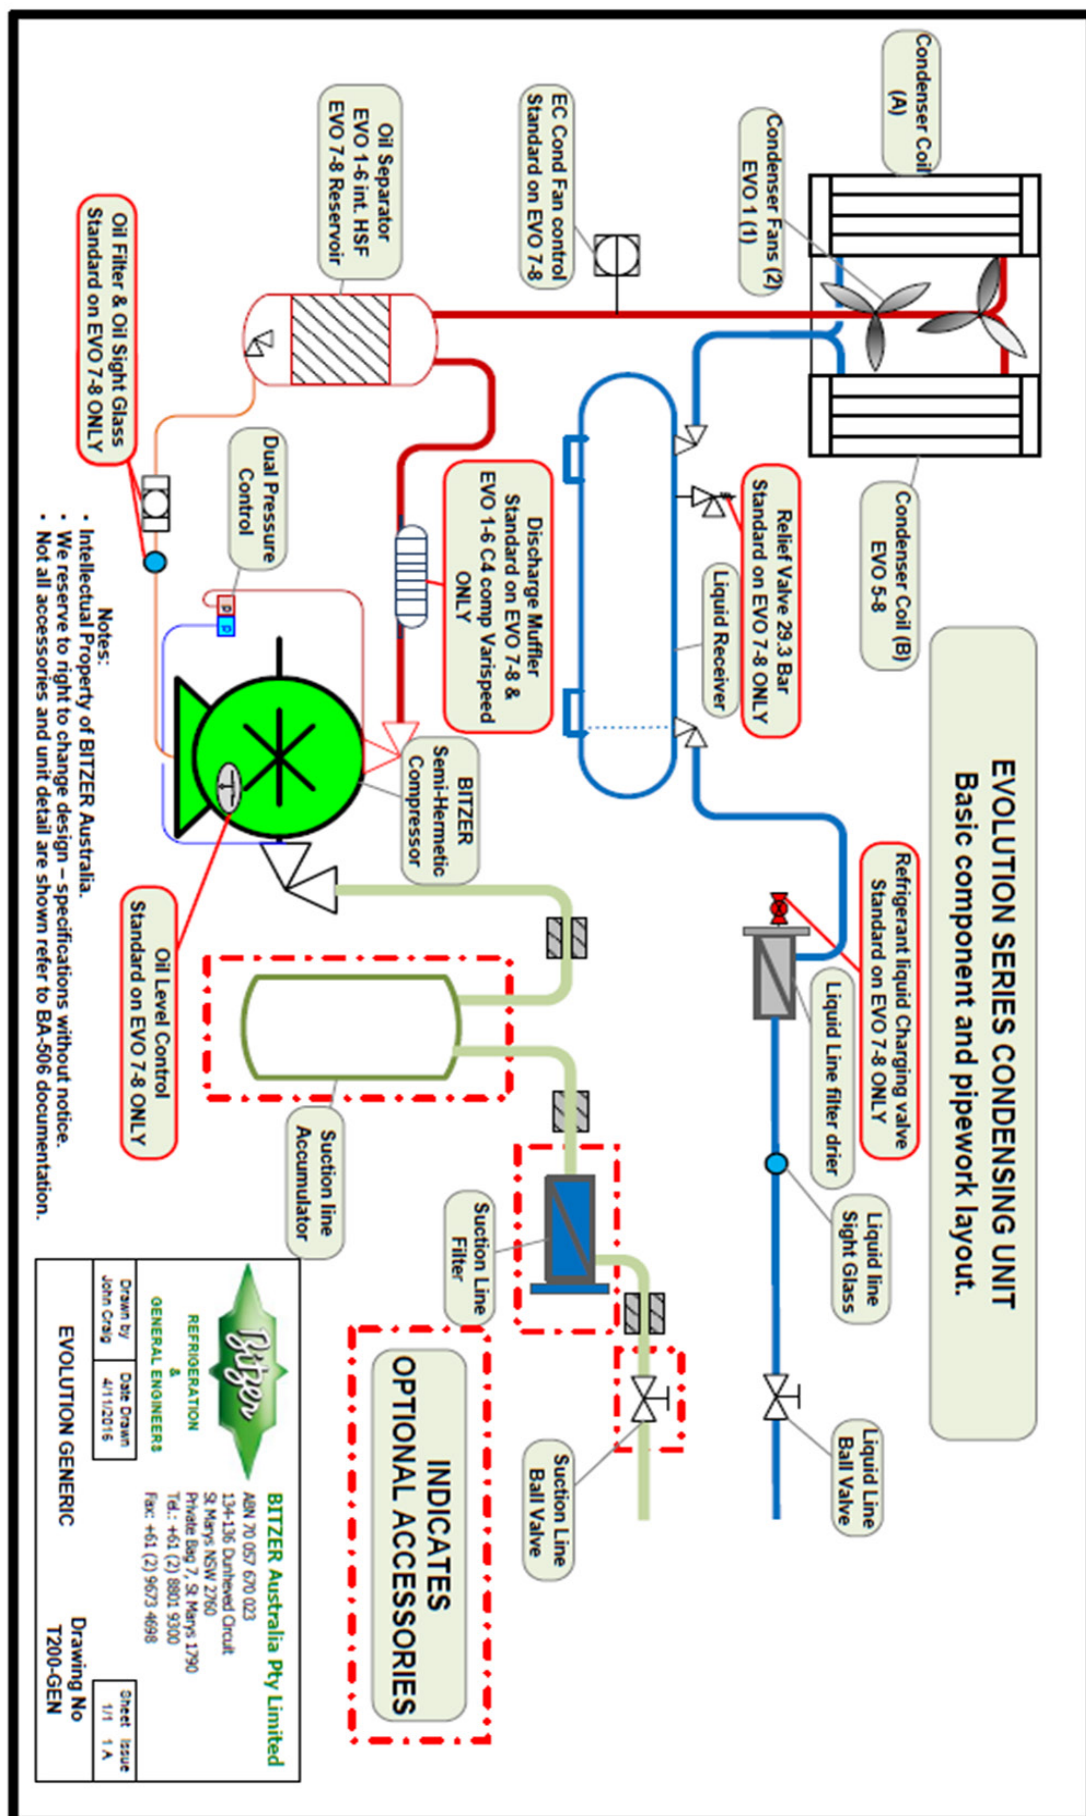 EVOLUTION SERIES CONDENSING UNIT
Basic component and pipework layout.
Condenser Coil
(A)
Condenser Fans (2)
EVO 1 (1)
Condenser Coil (B)
EVO 5-8
EC Cond Fan control
Standard on EVO 7-8
Oil Separator
EVO 1-6 int. HSF
EVO 7-8 Reservoir
Oil Filter & Oil Sight Glass
Standard on EVO 7-8 ONLY
Relief Valve 29.3 Bar
Standard on EVO 7-8 ONLY
Liquid Receiver
Discharge Muffler
Standard on EVO 7-8 &
EVO 1-6 C4 comp Varispeed
ONLY
Dual Pressure
Control
p
p
BITZER
Semi-Hermetic
Compressor
Refrigerant liquid Charging valve
Standard on EVO 7-8 ONLY
Liquid Line filter drier
Liquid line
Sight Glass
Liquid Line
Ball Valve
Oil Level Control
Standard on EVO 7-8 ONLY
Suction line
Accumulator
Suction Line
Filter
Suction Line
Ball Valve
INDICATES
OPTIONAL ACCESSORIES
Notes:
• Intellectual Property of BITZER Australia.
• We reserve to right to change design – specifications without notice.
• Not all accessories and unit detail are shown refer to BA-506 documentation.
Bitzer
REFRIGERATION
&
GENERAL ENGINEERS
BITZER Australia Pty Limited
ABN 70 057 670 023
134-136 Dunheved Circuit
St Marys NSW 2760
Private Bag 7, St Marys 1790
Tel.: +61 (2) 8801 9300
Fax: +61 (2) 9673 4698
Drawn by
John Craig
Date Drawn
4/11/2016
Sheet Issue
1/1 1 A
EVOLUTION GENERIC
Drawing No
T200-GEN